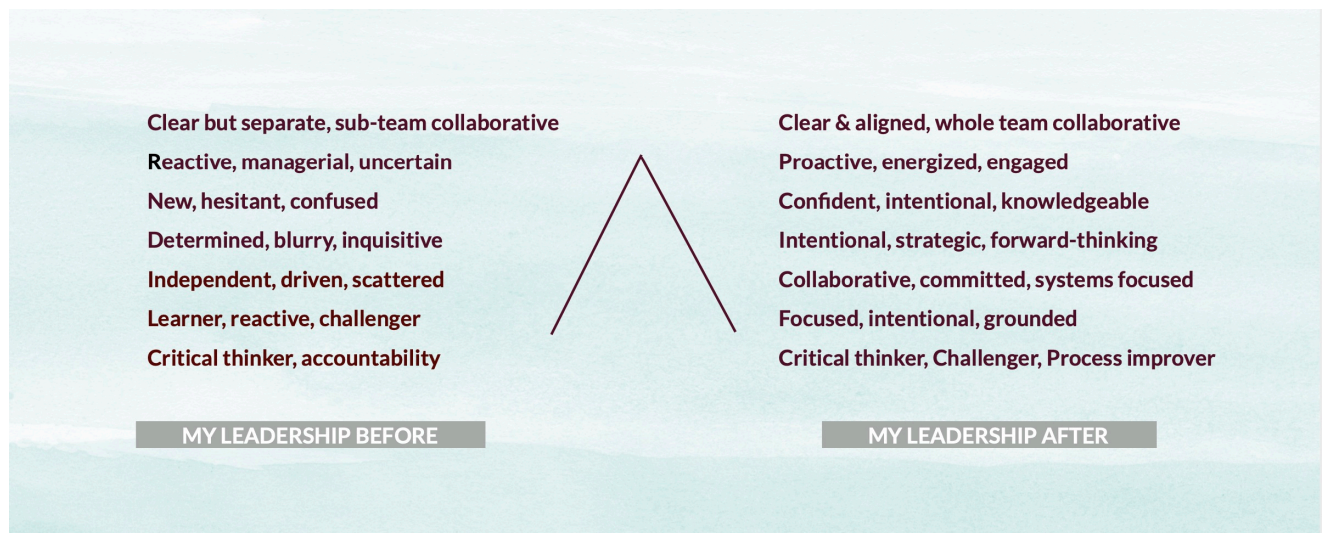 Clear but separate, sub-team collaborative
Reactive, managerial, uncertain
New, hesitant, confused
Determined, blurry, inquisitive
Independent, driven, scattered
Learner, reactive, challenger
Critical thinker, accountability
MY LEADERSHIP BEFORE
Clear & aligned, whole team collaborative
Proactive, energized, engaged
Confident, intentional, knowledgeable
Intentional, strategic, forward-thinking
Collaborative, committed, systems focused
Focused, intentional, grounded
Critical thinker, Challenger, Process improver
MY LEADERSHIP AFTER